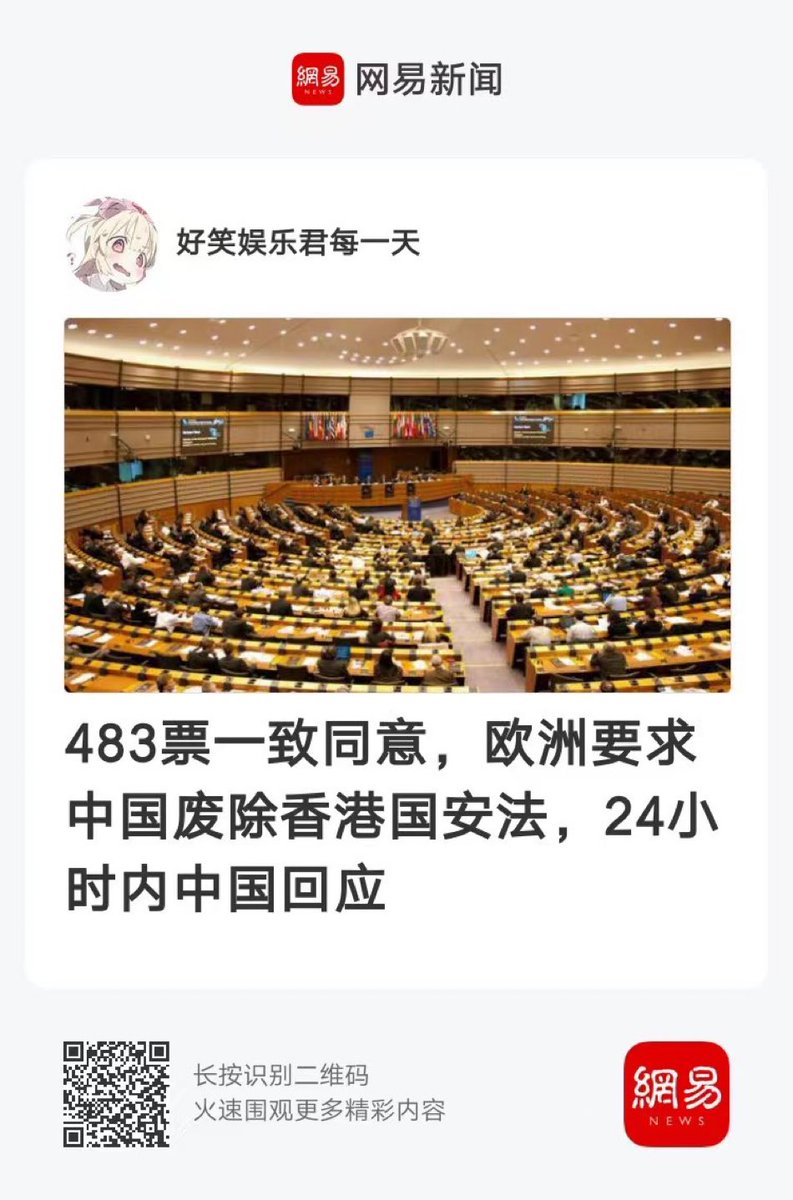 網易
NEWS
网易新闻
好笑娱乐君每一天
483票一致同意，欧洲要求
中国废除香港国安法，24小
时内中国回应
长按识别二维码
火速围观更多精彩内容
網易
NEWS